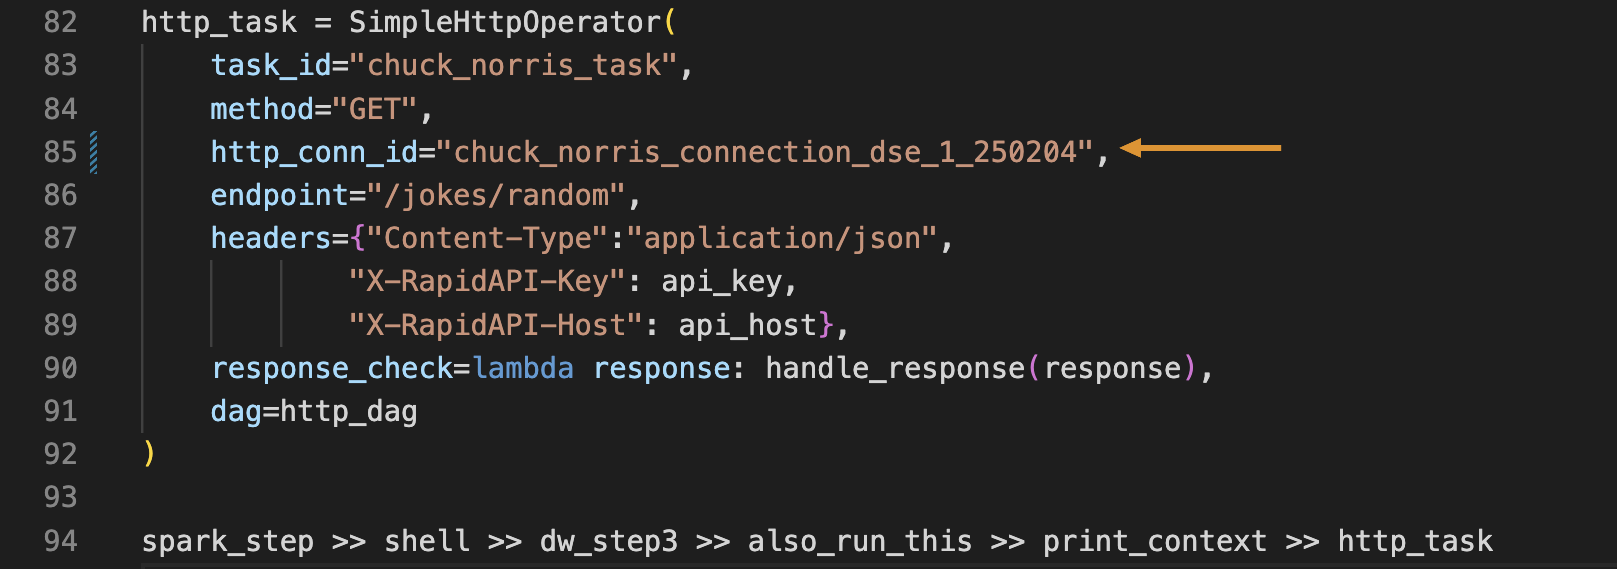 82 http_task = SimpleHttpOperator(
83 task_id="chuck_norris_task",
84 method="GET",
85 http_conn_id="chuck_norris_connection_dse_1_250204",
86 endpoint="/jokes/random",
87 headers={"Content-Type":"application/json",
88 "X-RapidAPI-Key": api_key,
89 "X-RapidAPI-Host": api_host},
90 response_check=lambda response: handle_response(response),
91 dag=http_dag
92 )
93
94 spark_step >> shell >> dw_step3 >> also_run_this >> print_context >> http_task